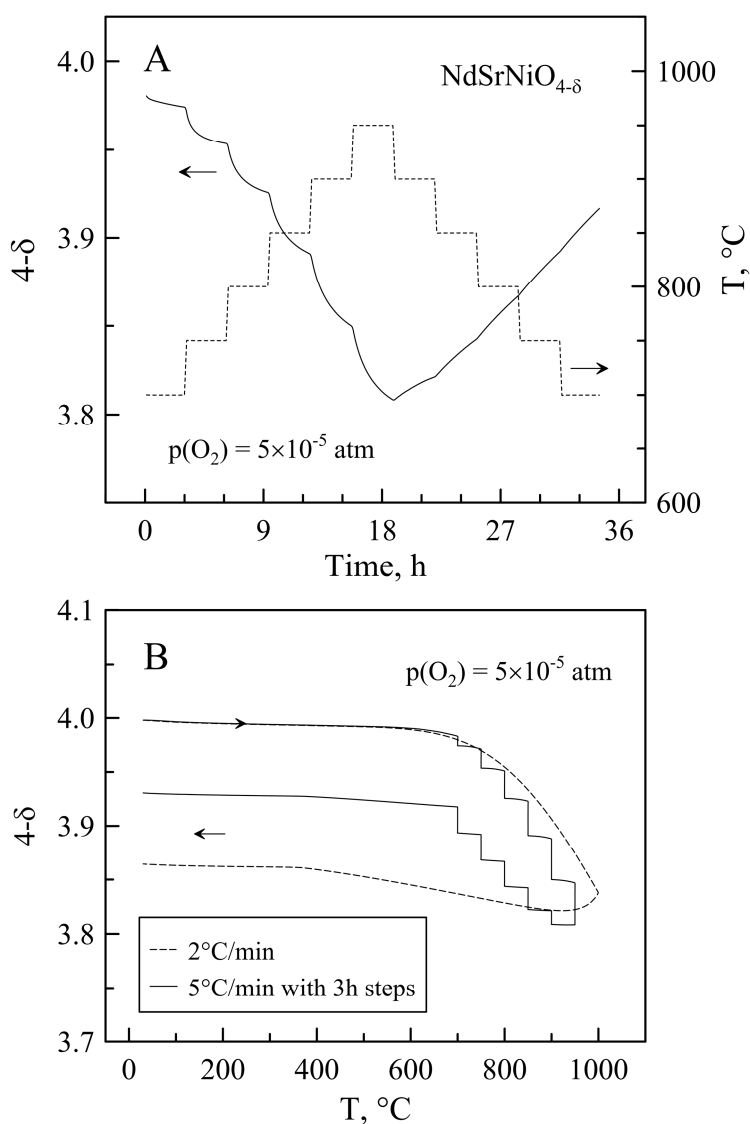 A
NdSrNiO4-δ
4.0
3.9
3.8
4-δ
1000
800
600
T, °C
p(O2) = 5×10-5 atm
0 9 18 27 36
Time, h
B
p(O2) = 5×10-5 atm
4.1
4.0
3.9
3.8
3.7
4-δ
2°C/min
5°C/min with 3h steps
0 200 400 600 800 1000
T, °C